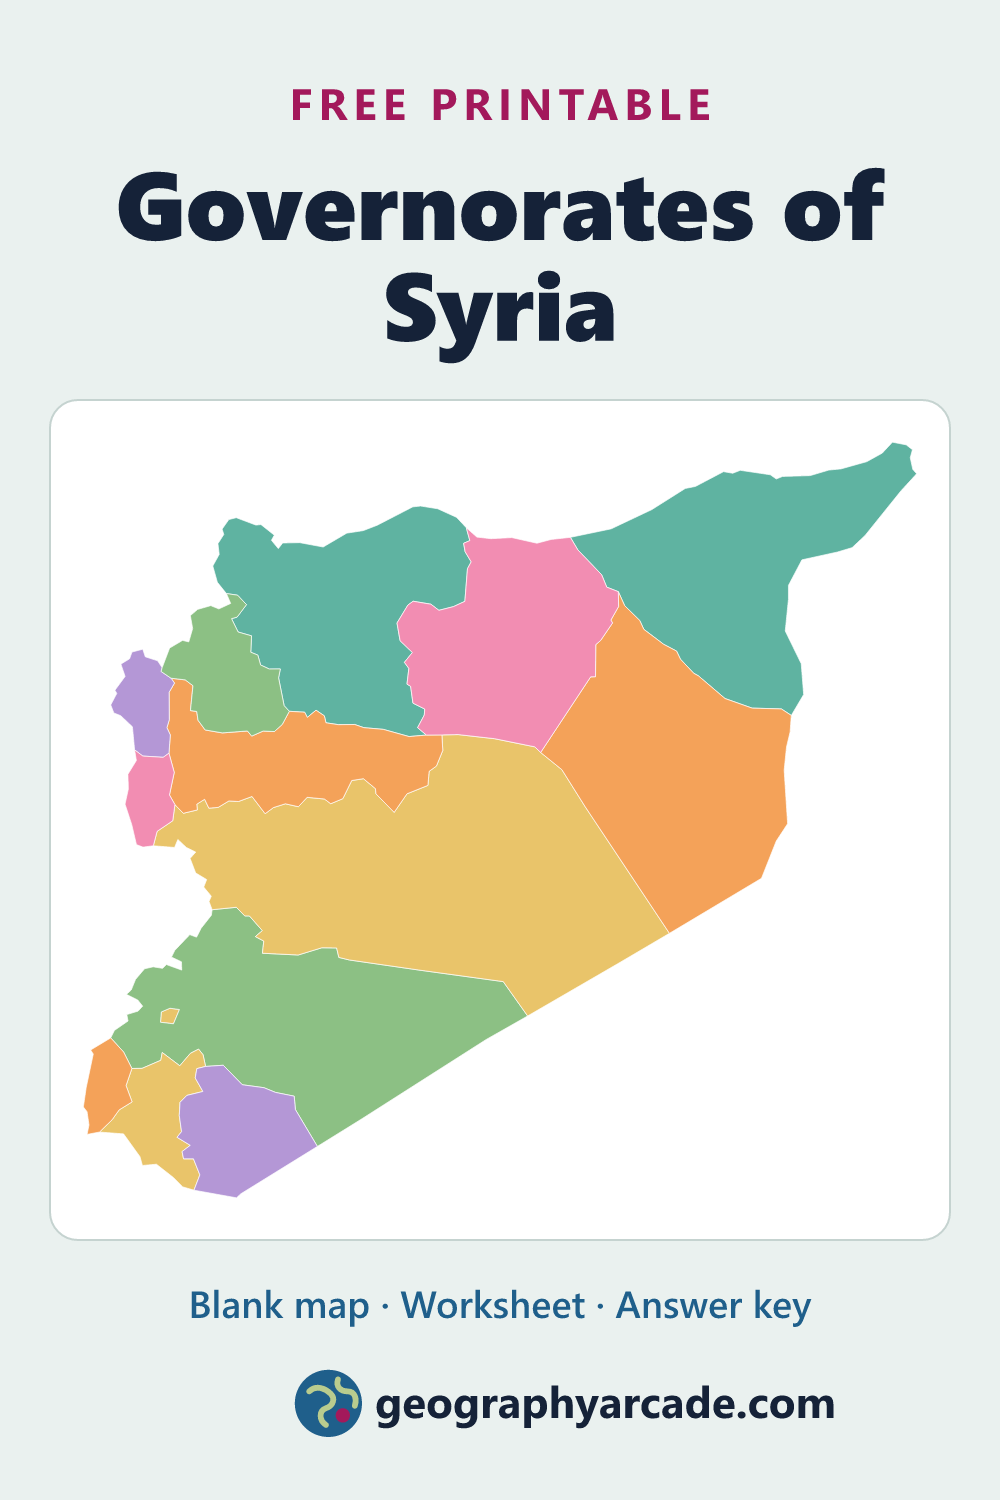 FREE PRINTABLE
Governorates of
Syria
Blank map · Worksheet · Answer key
geographyarcade.com